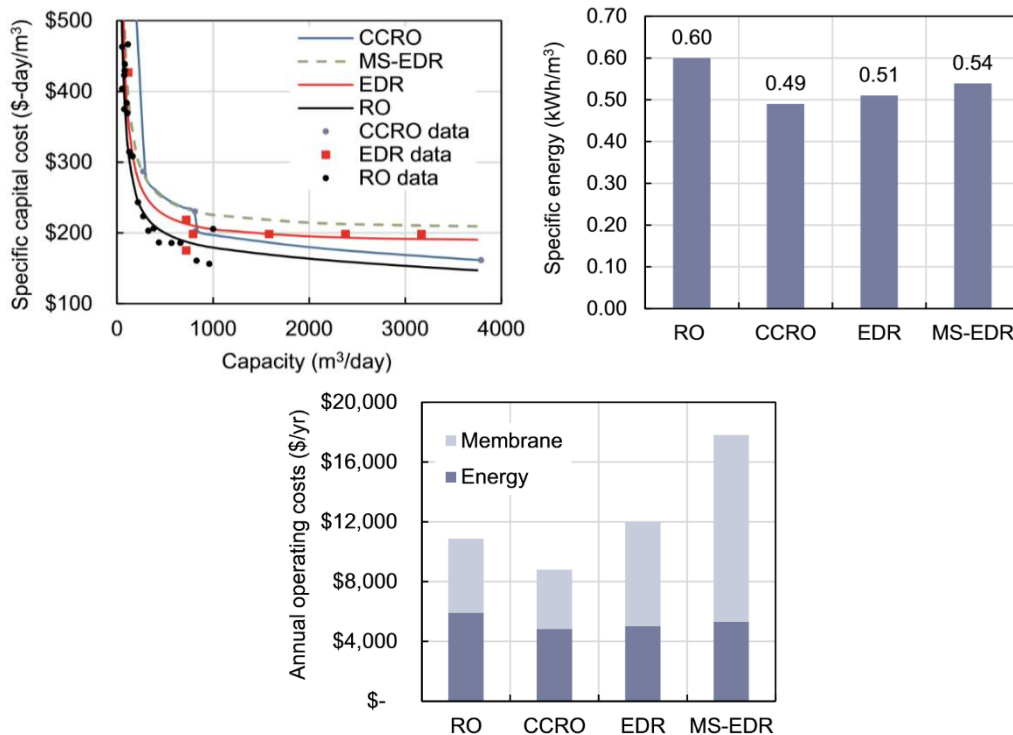 Specific capital cost ($-day/m³)
$500
$400
$300
$200
$100
0
1000
2000
3000
4000
Capacity (m³/day)
CCRO
MS-EDR
EDR
RO
CCRO data
EDR data
RO data
Specific energy (kWh/m³)
0.70
0.60
0.50
0.40
0.30
0.20
0.10
0.00
0.60
0.49
0.51
0.54
RO
CCRO
EDR
MS-EDR
Annual operating costs ($/yr)
$20,000
$16,000
$12,000
$8,000
$4,000
$-
Membrane
Energy
RO
CCRO
EDR
MS-EDR